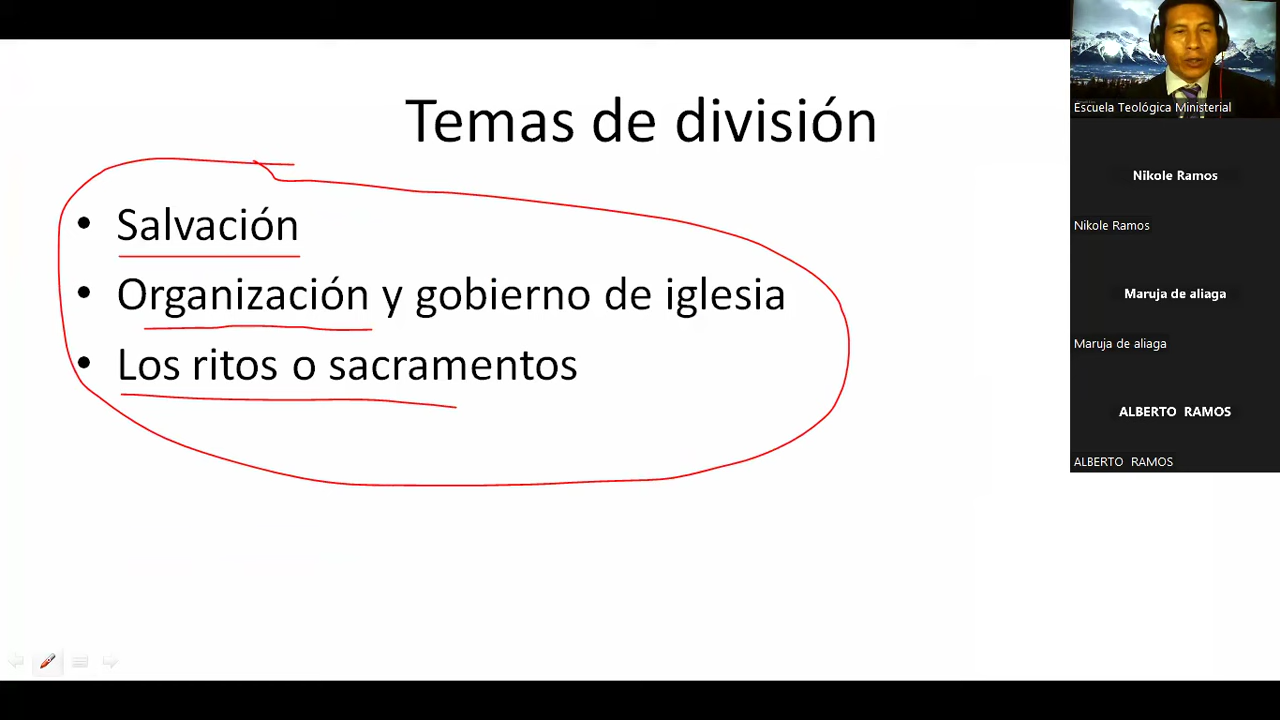 Temas de división
• Salvación
• Organización y gobierno de iglesia
• Los ritos o sacramentos
Escuela Teológica Ministerial
Nikole Ramos
Nikole Ramos
Maruja de aliaga
Maruja de aliaga
ALBERTO RAMOS
ALBERTO RAMOS